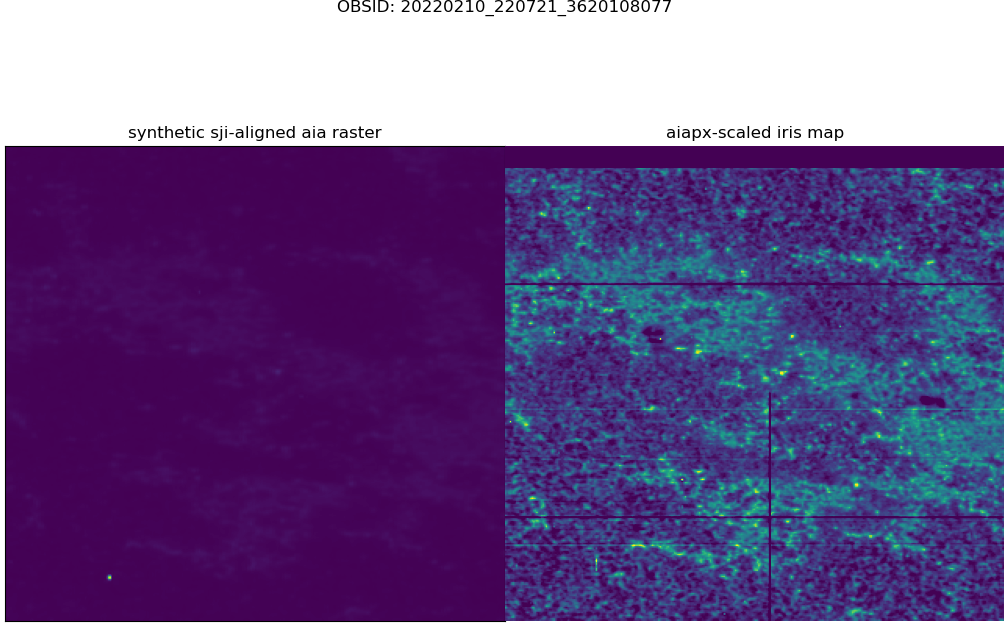 OBSID: 20220210_220721_3620108077
synthetic sji-aligned aia raster
aiapx-scaled iris map